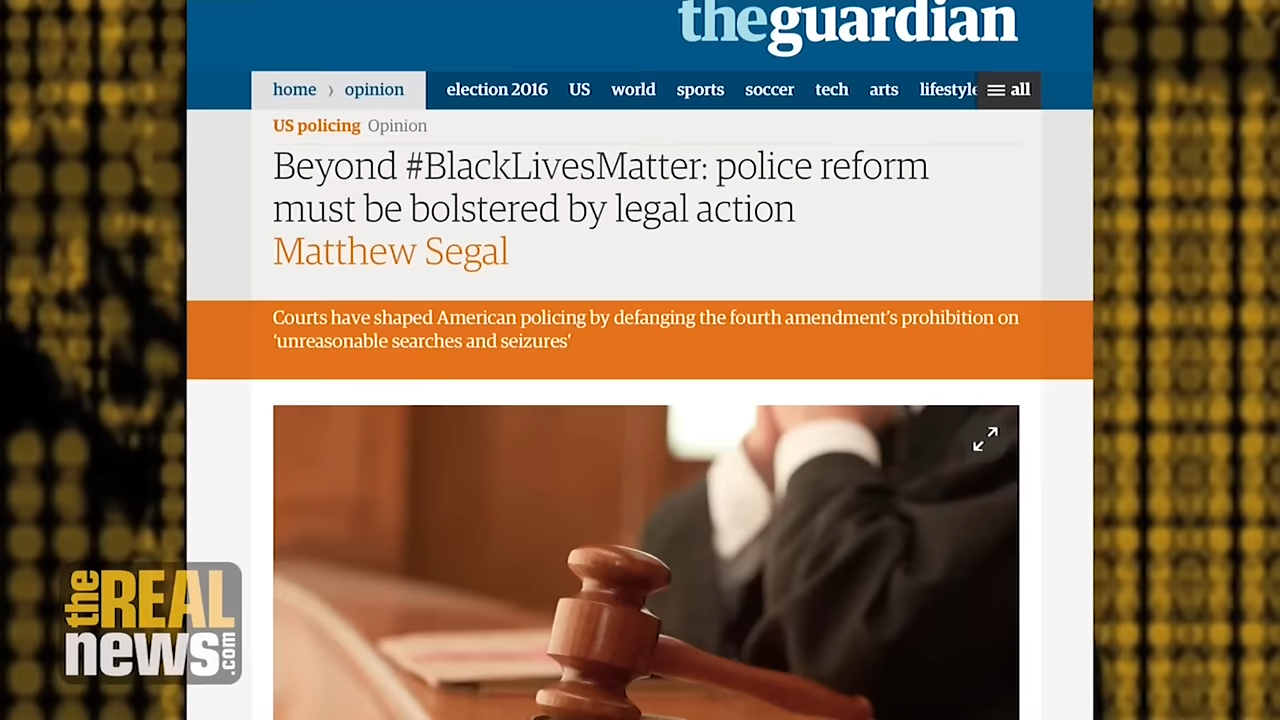 theguardian
home › opinion election 2016 US world sports soccer tech arts lifestyle all
US policing Opinion
Beyond #BlackLivesMatter: police reform
must be bolstered by legal action
Matthew Segal
Courts have shaped American policing by defanging the fourth amendment's prohibition on
‘unreasonable searches and seizures’
the REAL
news.com